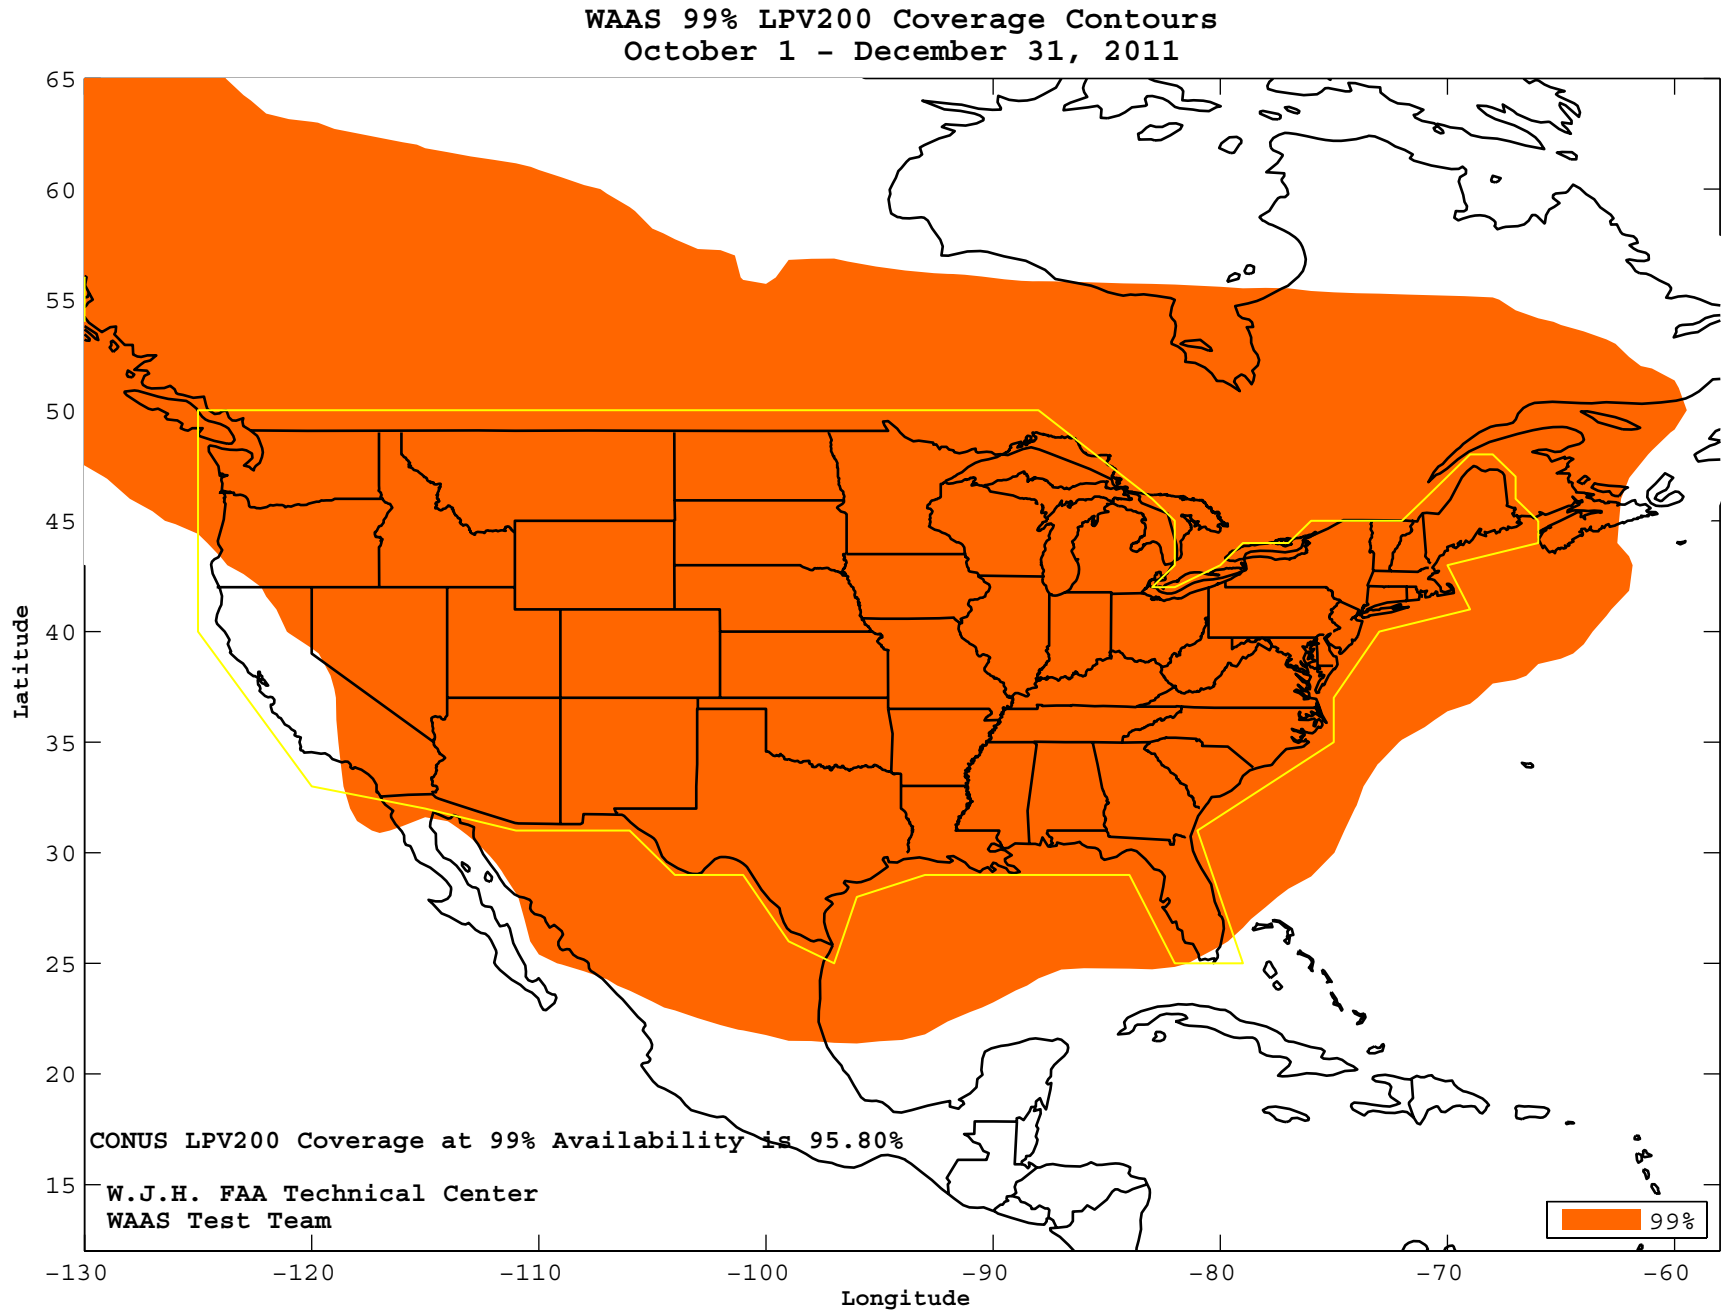 WAAS 99% LPV200 Coverage Contours
October 1 - December 31, 2011
65
60
55
50
45
40
35
30
25
20
15
Latitude
CONUS LPV200 Coverage at 99% Availability is 95.80%
W.J.H. FAA Technical Center
WAAS Test Team
99%
-130 -120 -110 -100 -90 -80 -70 -60
Longitude